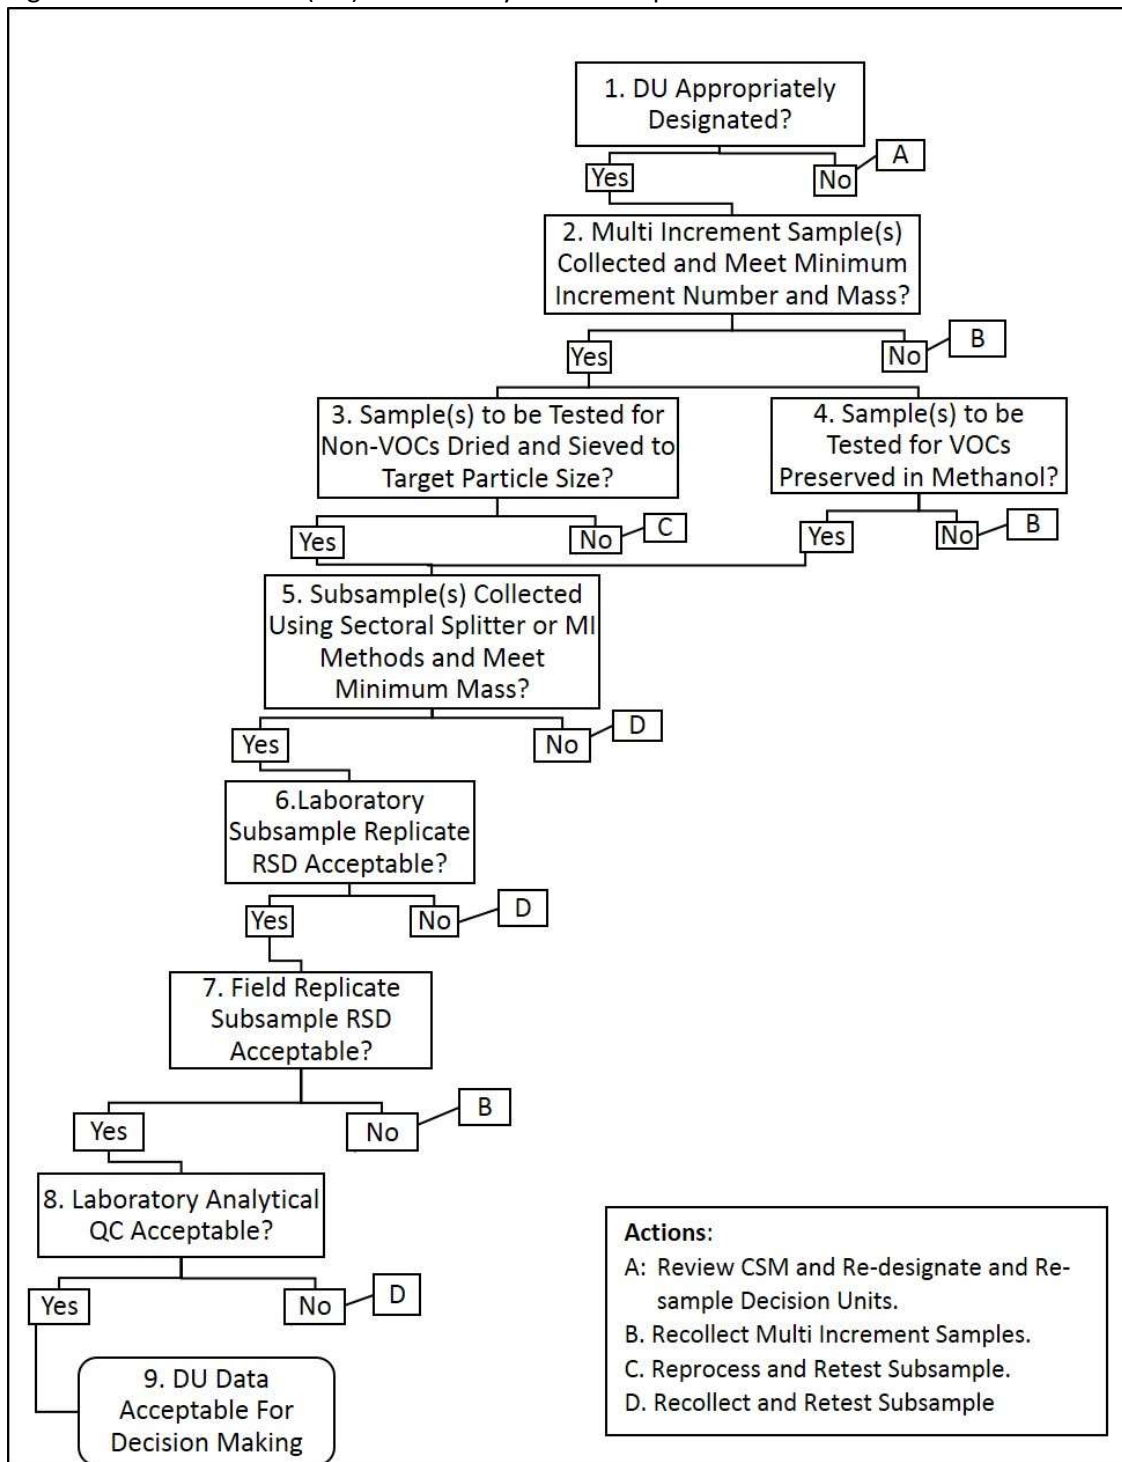 1. DU Appropriately
Designated?
A
Yes
No
2. Multi Increment Sample(s)
Collected and Meet Minimum
Increment Number and Mass?
B
Yes
No
3. Sample(s) to be Tested for
Non-VOCs Dried and Sieved to
Target Particle Size?
4. Sample(s) to be
Tested for VOCs
Preserved in Methanol?
Yes
No
C
Yes
No
B
5. Subsample(s) Collected
Using Sectoral Splitter or MI
Methods and Meet
Minimum Mass?
Yes
No
D
6.Laboratory
Subsample Replicate
RSD Acceptable?
Yes
No
D
7. Field Replicate
Subsample RSD
Acceptable?
Yes
No
B
8. Laboratory Analytical
QC Acceptable?
Yes
No
D
9. DU Data
Acceptable For
Decision Making
Actions:
A: Review CSM and Re-designate and Re-
sample Decision Units.
B. Recollect Multi Increment Samples.
C. Reprocess and Retest Subsample.
D. Recollect and Retest Subsample